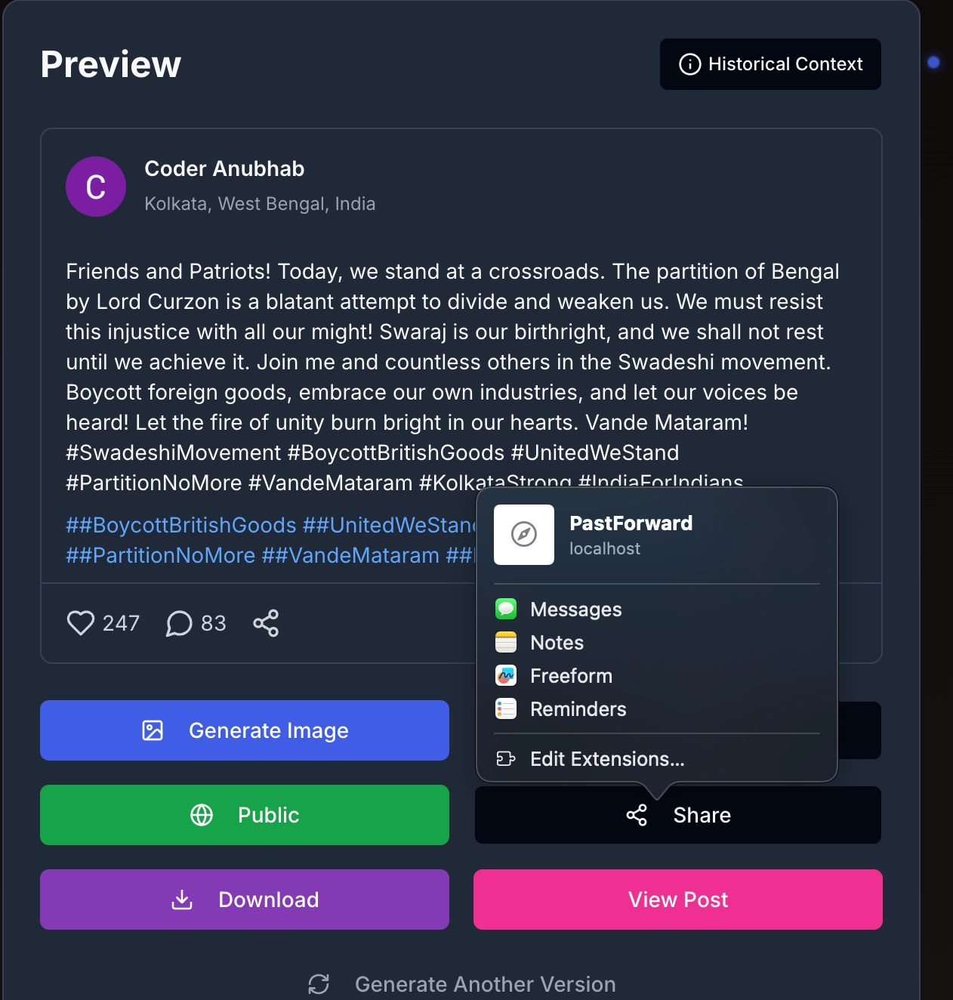 Preview
Historical Context
C
Coder Anubhab
Kolkata, West Bengal, India
Friends and Patriots! Today, we stand at a crossroads. The partition of Bengal
by Lord Curzon is a blatant attempt to divide and weaken us. We must resist
this injustice with all our might! Swaraj is our birthright, and we shall not rest
until we achieve it. Join me and countless others in the Swadeshi movement.
Boycott foreign goods, embrace our own industries, and let our voices be
heard! Let the fire of unity burn bright in our hearts. Vande Mataram!
#SwadeshiMovement #BoycottBritishGoods #UnitedWeStand
#PartitionNoMore #VandeMataram #KolkataStrong #IndiaForIndians
##BoycottBritishGoods ##UnitedWeStand
##PartitionNoMore ##VandeMataram ##
PastForward
localhost
Messages
Notes
Freeform
Reminders
Edit Extensions...
247 83
Generate Image
Public
Share
Download
View Post
Generate Another Version